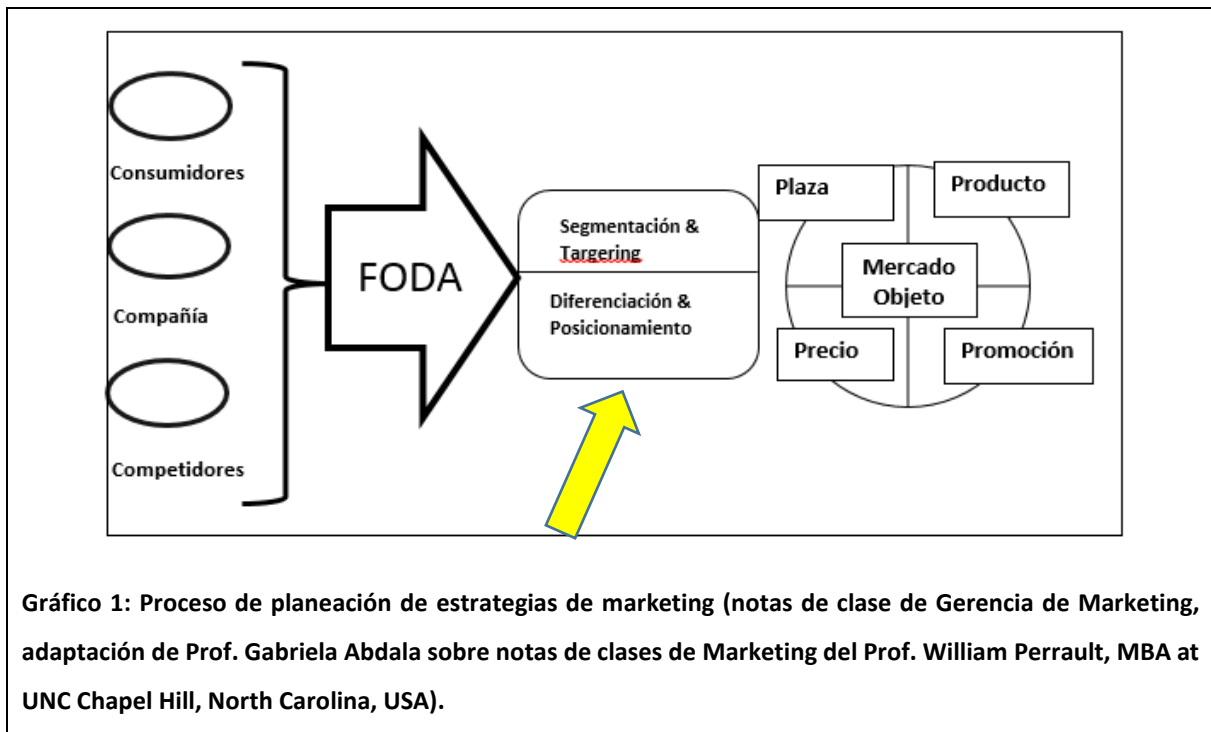 Consumidores
Compañía
Competidores
FODA
Segmentación &
Targering
Diferenciación &
Posicionamiento
Plaza
Producto
Mercado
Objeto
Precio
Promoción
Gráfico 1: Proceso de planeación de estrategias de marketing (notas de clase de Gerencia de Marketing,
adaptación de Prof. Gabriela Abdala sobre notas de clases de Marketing del Prof. William Perrault, MBA at
UNC Chapel Hill, North Carolina, USA).